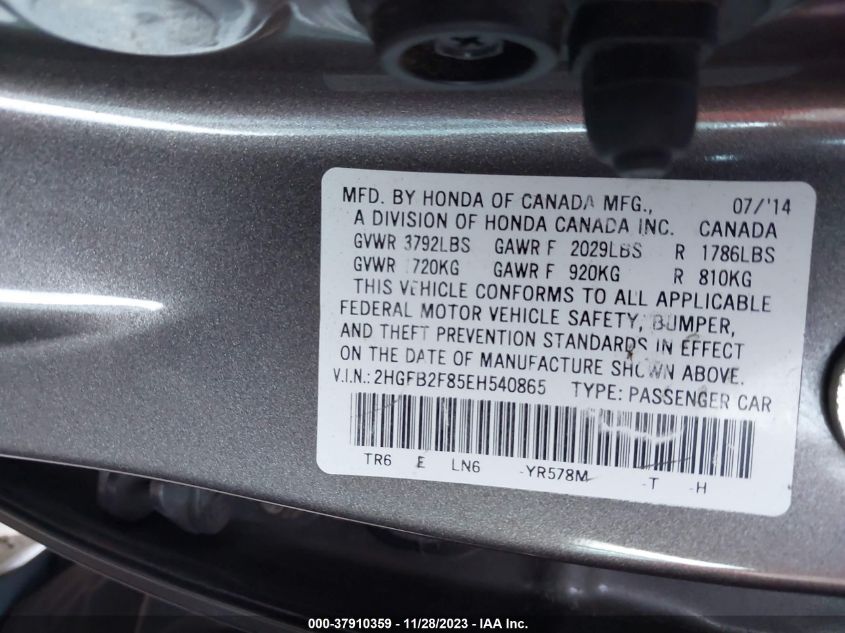 MFD. BY HONDA OF CANADA MFG., 07/'14
A DIVISION OF HONDA CANADA INC. CANADA
GVWR 3792LBS GAWR F 2029LBS R 1786LBS
GVWR 720KG GAWR F 920KG R 810KG
THIS VEHICLE CONFORMS TO ALL APPLICABLE
FEDERAL MOTOR VEHICLE SAFETY, BUMPER,
AND THEFT PREVENTION STANDARDS IN EFFECT
ON THE DATE OF MANUFACTURE SHOWN ABOVE.
V.I.N.: 2HGFB2F85EH540865 TYPE: PASSENGER CAR
TR6 E LN6 -YR578M -T -H
000-37910359 - 11/28/2023 - IAA Inc.